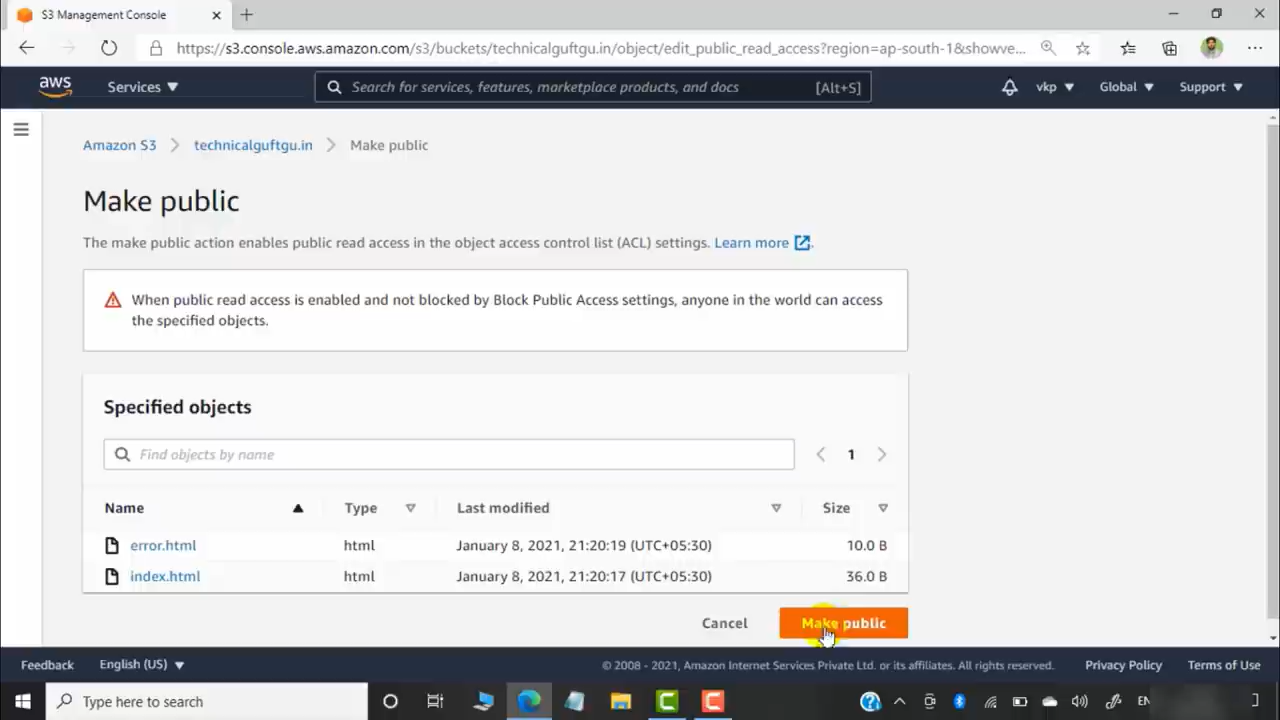 S3 Management Console
https://s3.console.aws.amazon.com/s3/buckets/technicalguftgu.in/object/edit_public_read_access?region=ap-south-1&showve...
aws Services Search for services, features, marketplace products, and docs [Alt+S] vkp Global Support
Amazon S3 technicalguftgu.in Make public
Make public
The make public action enables public read access in the object access control list (ACL) settings. Learn more .
When public read access is enabled and not blocked by Block Public Access settings, anyone in the world can access
the specified objects.
Specified objects
Find objects by name 1
Name Type Last modified Size
error.html html January 8, 2021, 21:20:19 (UTC+05:30) 10.0 B
index.html html January 8, 2021, 21:20:17 (UTC+05:30) 36.0 B
Cancel Make public
Feedback English (US) © 2008 - 2021, Amazon Internet Services Private Ltd. or its affiliates. All rights reserved. Privacy Policy Terms of Use
Type here to search C C EN